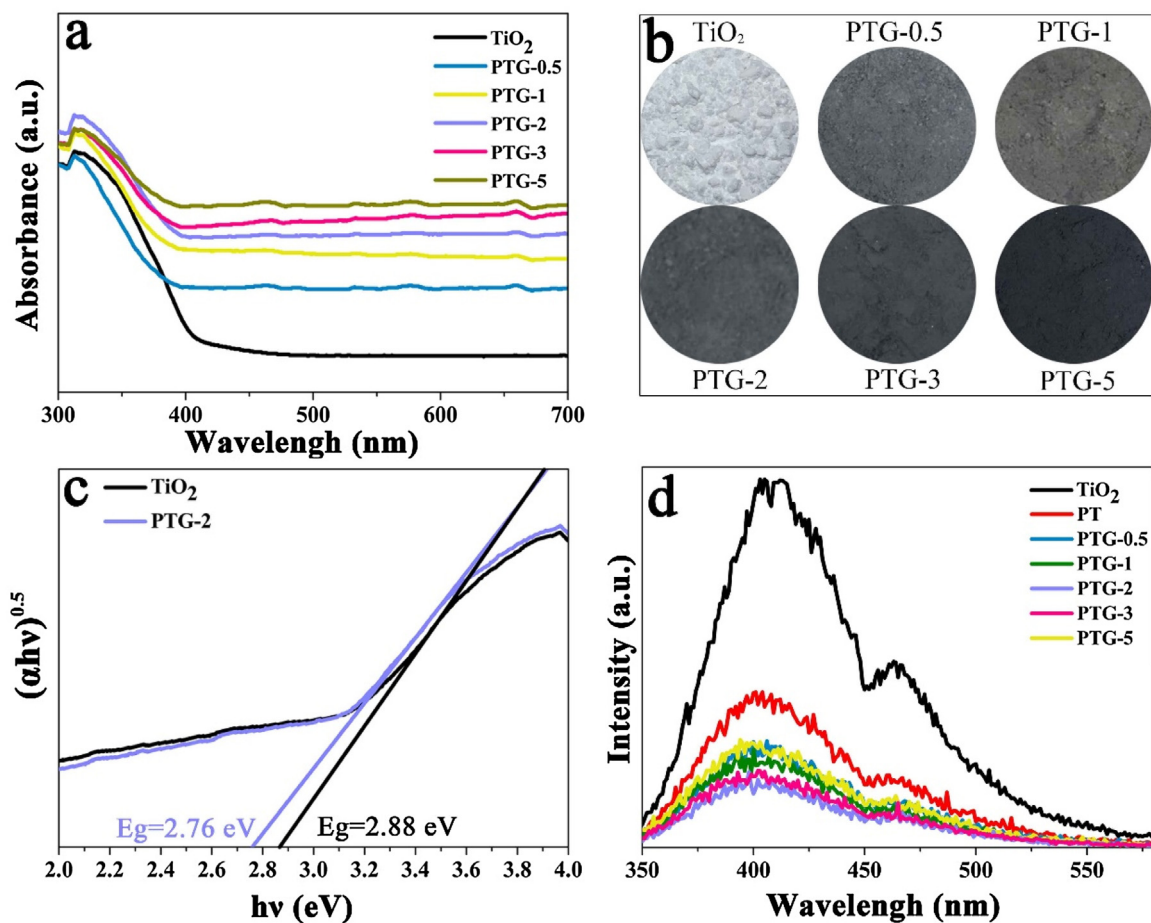 a
TiO2
PTG-0.5
PTG-1
PTG-2
PTG-3
PTG-5
Absorbance (a.u.)
300 400 500 600 700
Wavelengh (nm)
b
TiO2 PTG-0.5 PTG-1
PTG-2 PTG-3 PTG-5
c
TiO2
PTG-2
(αhν)0.5
Eg=2.76 eV Eg=2.88 eV
2.0 2.2 2.4 2.6 2.8 3.0 3.2 3.4 3.6 3.8 4.0
hν (eV)
d
TiO2
PT
PTG-0.5
PTG-1
PTG-2
PTG-3
PTG-5
Intensity (a.u.)
350 400 450 500 550
Wavelengh (nm)